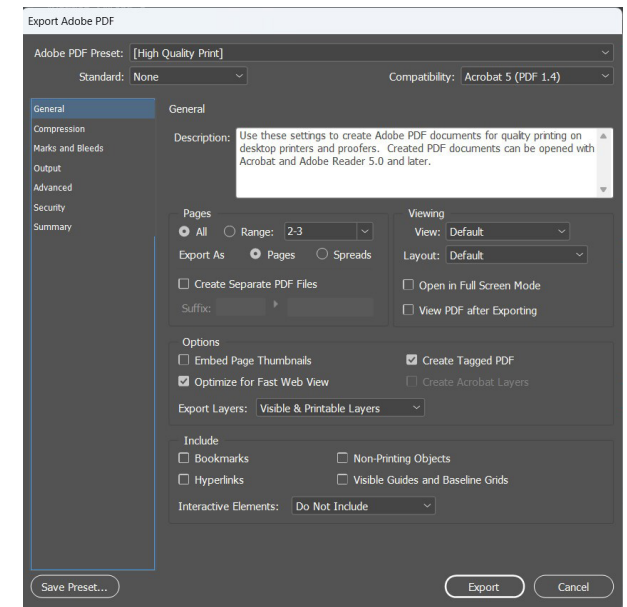 Export Adobe PDF
Adobe PDF Preset: [High Quality Print]
Standard: None Compatibility: Acrobat 5 (PDF 1.4)
General
Compression
Marks and Bleeds
Output
Advanced
Security
Summary
General
Description: Use these settings to create Adobe PDF documents for quality printing on
desktop printers and proofers. Created PDF documents can be opened with
Acrobat and Adobe Reader 5.0 and later.
Pages
All Range: 2-3
Export As Pages Spreads
Create Separate PDF Files
Suffix:
Viewing
View: Default
Layout: Default
Open in Full Screen Mode
View PDF after Exporting
Options
Embed Page Thumbnails Create Tagged PDF
Optimize for Fast Web View Create Acrobat Layers
Export Layers: Visible & Printable Layers
Include
Bookmarks Non-Printing Objects
Hyperlinks Visible Guides and Baseline Grids
Interactive Elements: Do Not Include
Save Preset... Export Cancel